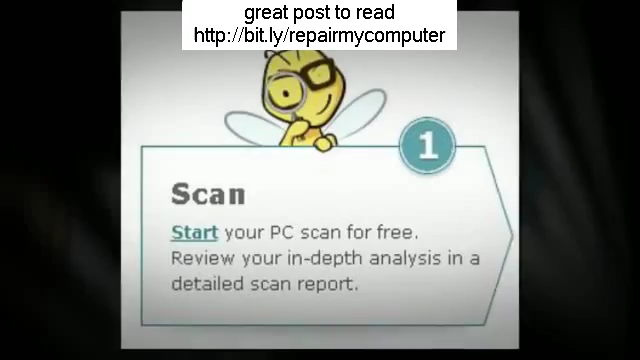 great post to read
http://bit.ly/repairmycomputer
1
Scan
Start your PC scan for free.
Review your in-depth analysis in a
detailed scan report.